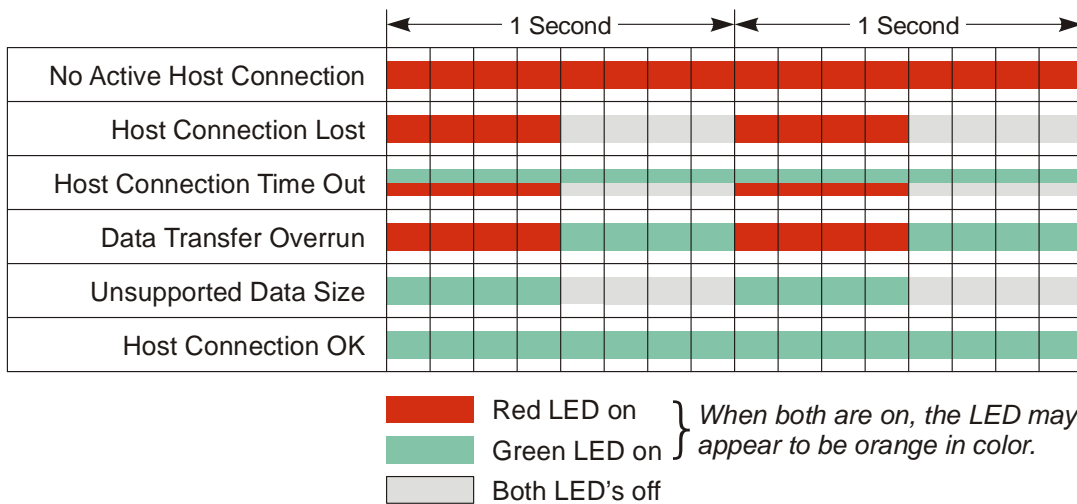 1 Second
1 Second
No Active Host Connection
Host Connection Lost
Host Connection Time Out
Data Transfer Overrun
Unsupported Data Size
Host Connection OK
Red LED on
Green LED on
When both are on, the LED may
appear to be orange in color.
Both LED's off